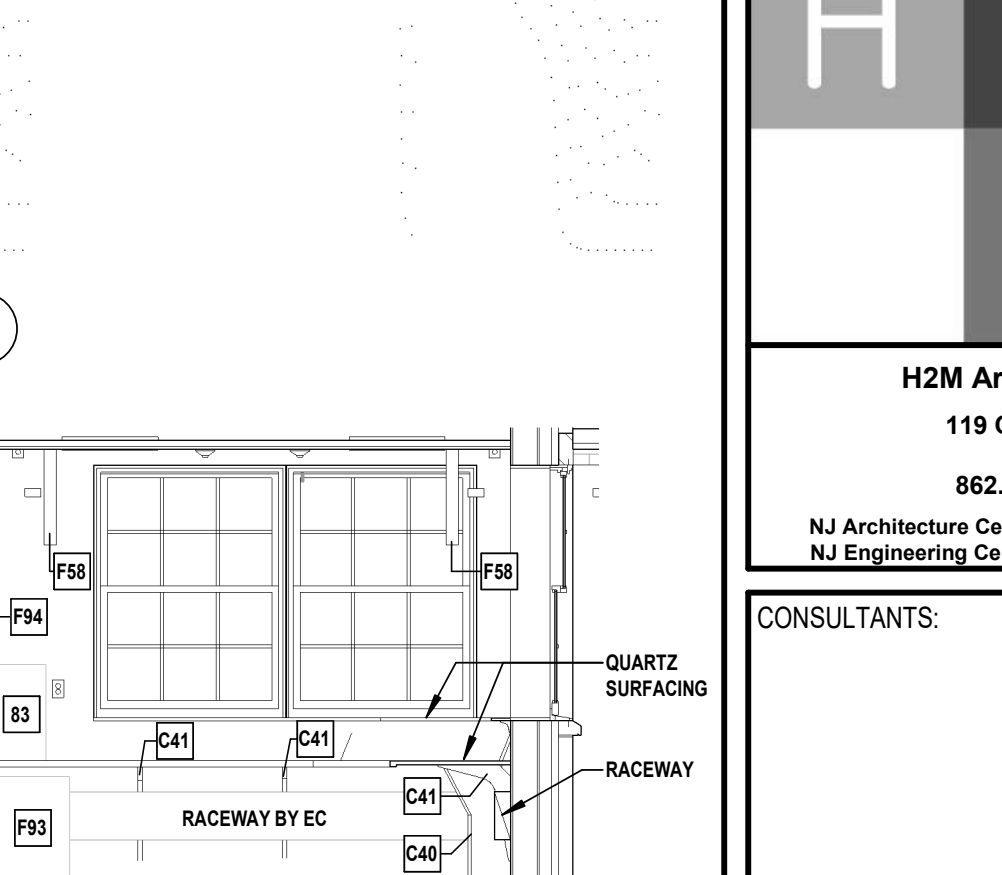 H
H2M Ar
119
862.
NJ Architecture Ce
NJ Engineering Ce
CONSULTANTS:
F58
F58
F94
QUARTZ
SURFACING
83
C41
C41
RACEWAY
C41
F93
RACEWAY BY EC
C40